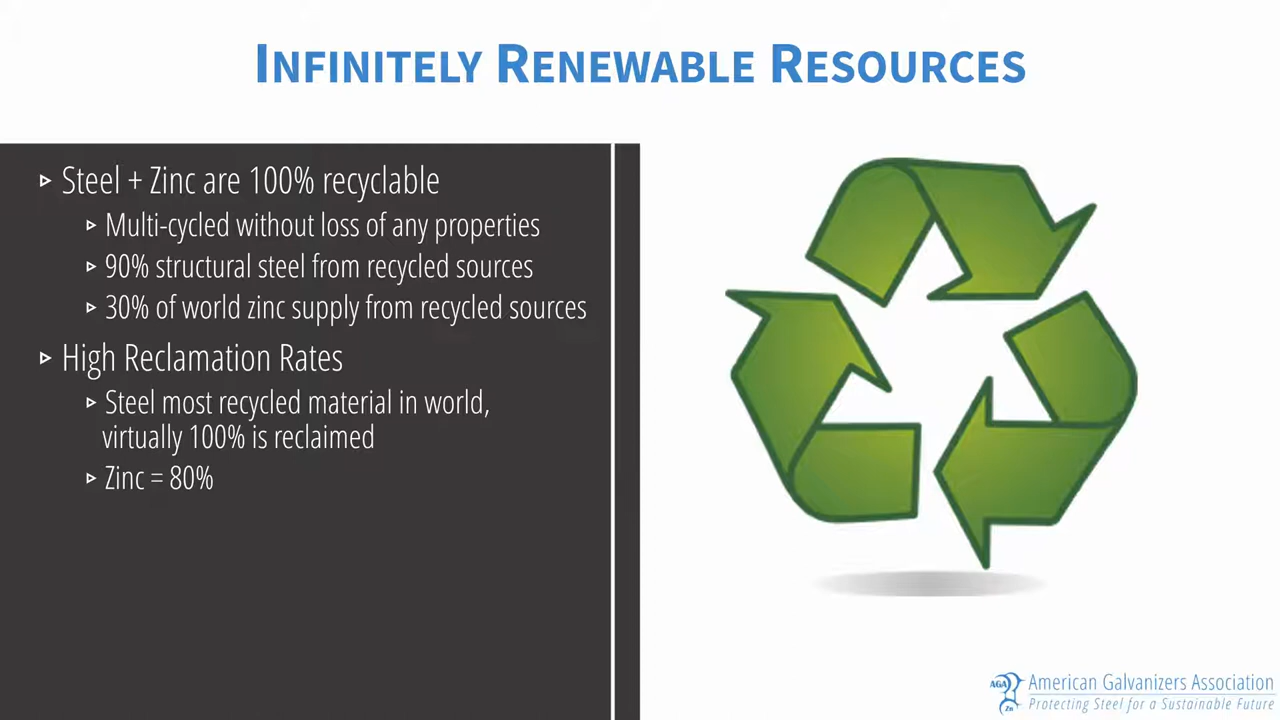 INFINITELY RENEWABLE RESOURCES
Steel + Zinc are 100% recyclable
Multi-cycled without loss of any properties
90% structural steel from recycled sources
30% of world zinc supply from recycled sources
High Reclamation Rates
Steel most recycled material in world,
virtually 100% is reclaimed
Zinc = 80%
AGA
Zn
American Galvanizers Association
Protecting Steel for a Sustainable Future